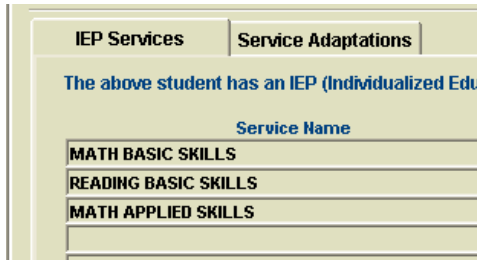 IEP Services Service Adaptations
The above student has an IEP (Individualized Edu
Service Name
MATH BASIC SKILLS
READING BASIC SKILLS
MATH APPLIED SKILLS